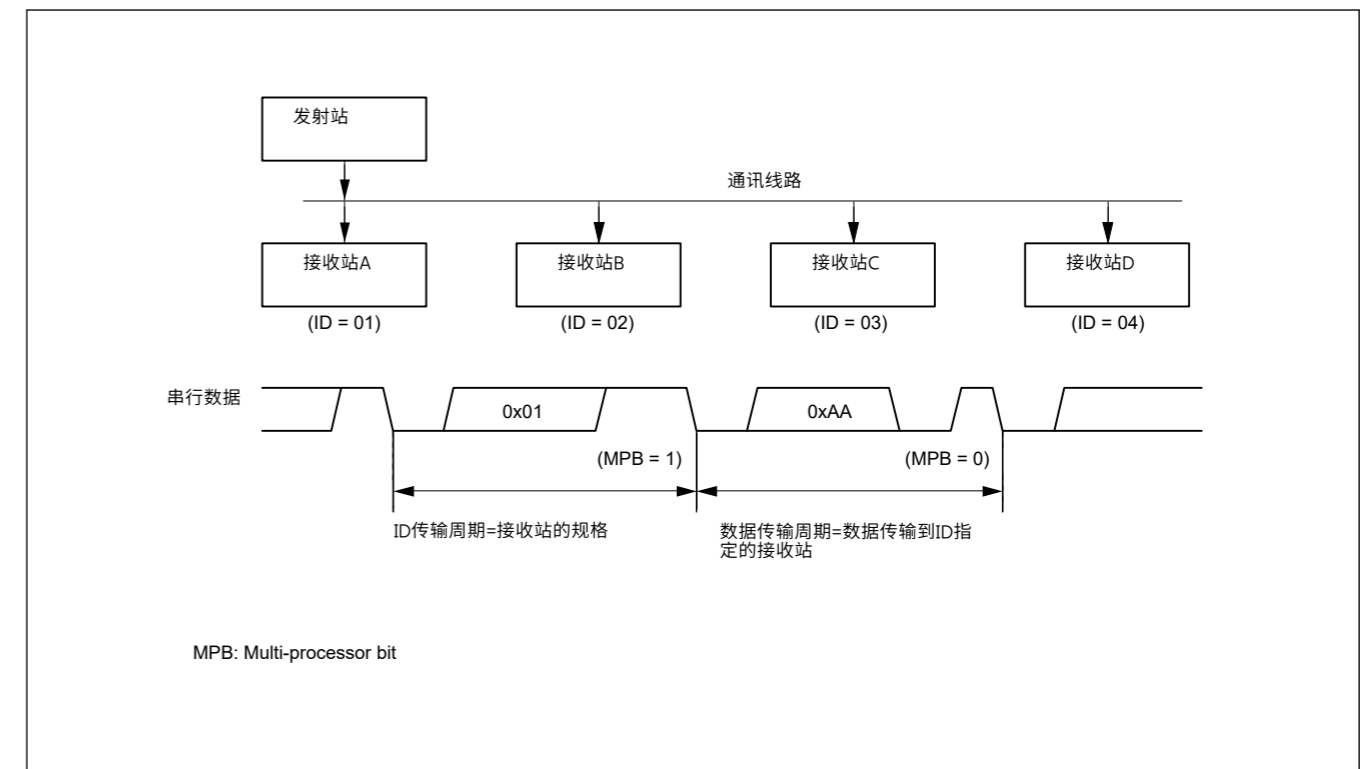 发射站
通讯线路
接收站A
接收站B
接收站C
接收站D
(ID = 01)
(ID = 02)
(ID = 03)
(ID = 04)
串行数据
0x01
0xAA
(MPB = 1)
(MPB = 0)
ID传输周期=接收站的规格
数据传输周期=数据传输到ID指
定的接收站
MPB: Multi-processor bit